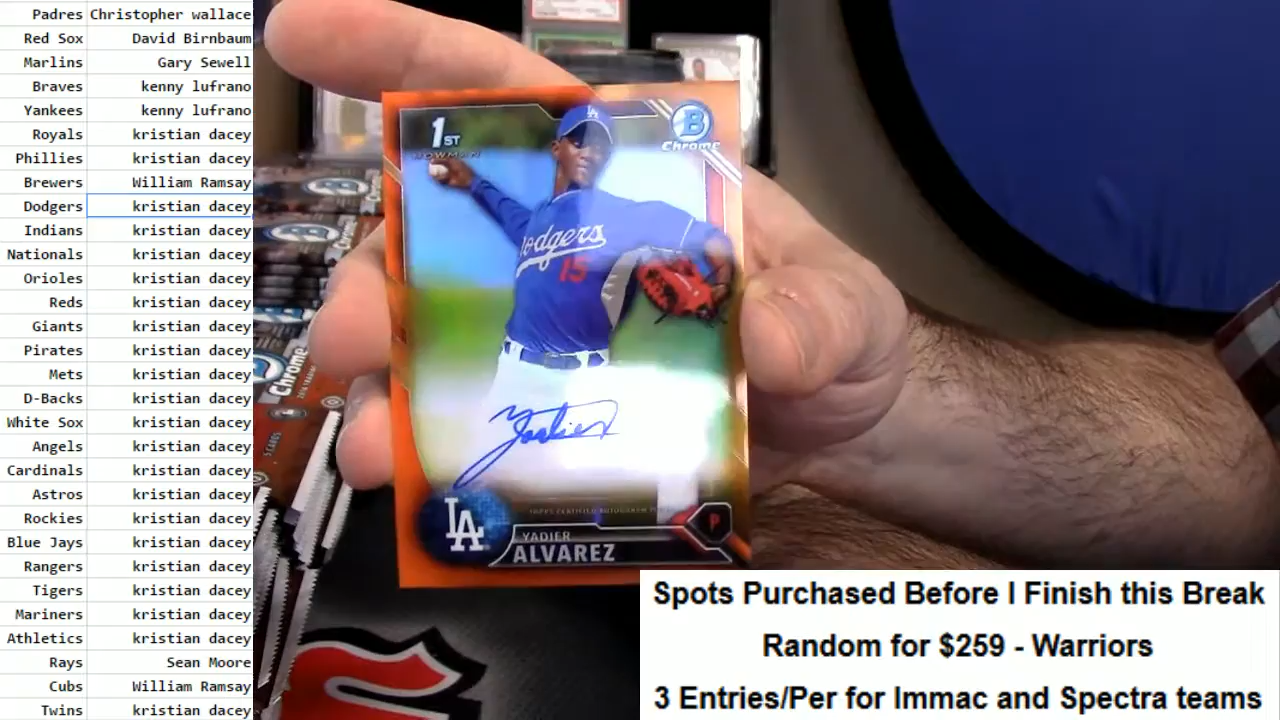 Padres Christopher wallace
Red Sox David Birnbaum
Marlins Gary Sewell
Braves kenny lufrano
Yankees kenny lufrano
Royals kristian dacey
Phillies kristian dacey
Brewers William Ramsay
Dodgers kristian dacey
Indians kristian dacey
Nationals kristian dacey
Orioles kristian dacey
Reds kristian dacey
Giants kristian dacey
Pirates kristian dacey
Mets kristian dacey
D-Backs kristian dacey
White Sox kristian dacey
Angels kristian dacey
Cardinals kristian dacey
Astros kristian dacey
Rockies kristian dacey
Blue Jays kristian dacey
Rangers kristian dacey
Tigers kristian dacey
Mariners kristian dacey
Athletics kristian dacey
Rays Sean Moore
Cubs William Ramsay
Twins kristian dacey
1ST
BOWMAN
B
Chrome
LA
Dodgers
15
LA
P
YADIER
ALVAREZ
Chrome
Spots Purchased Before I Finish this Break
Random for $259 - Warriors
3 Entries/Per for Immac and Spectra teams